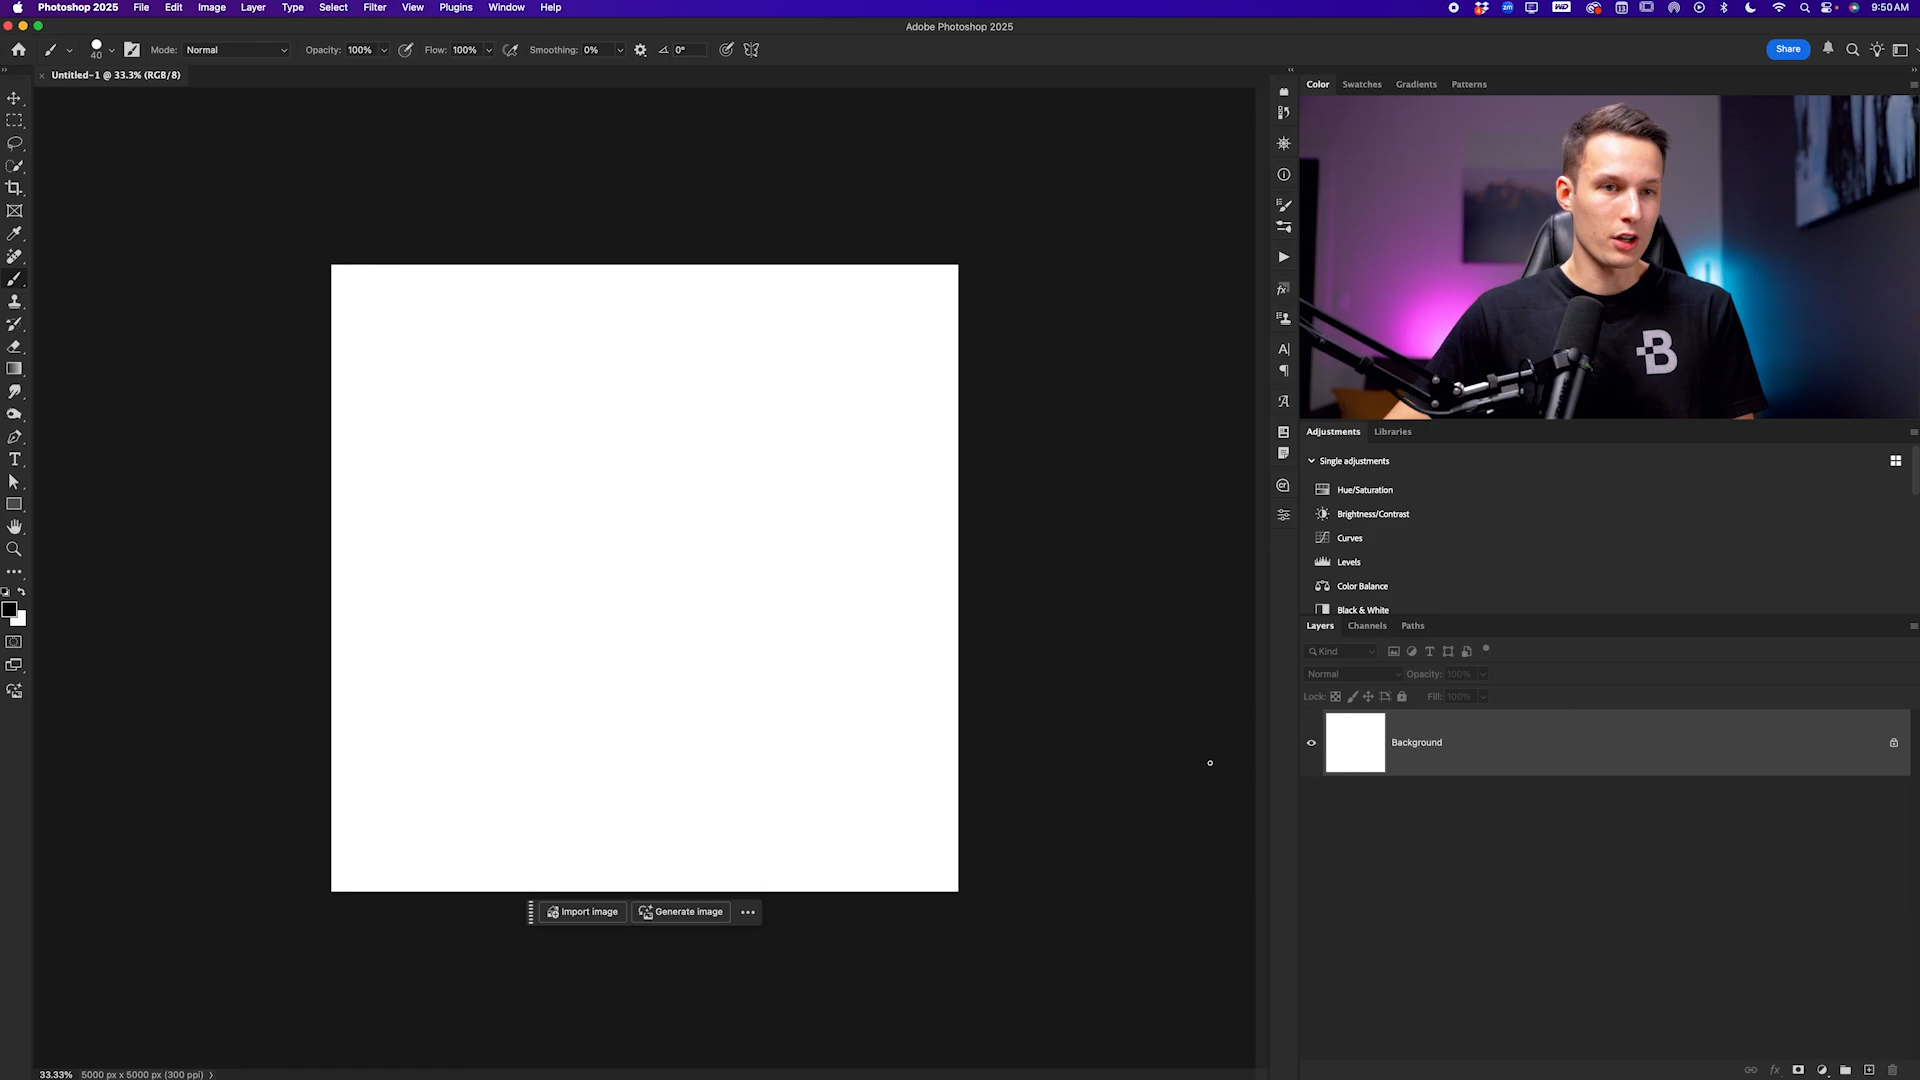 Photoshop 2025 File Edit Image Layer Type Select Filter View Plugins Window Help 9:50 AM
Adobe Photoshop 2025
40 Mode: Normal Opacity: 100% Flow: 100% Smoothing: 0% 0° Share
Untitled-1 @ 33.3% (RGB/8)
Color Swatches Gradients Patterns
B
Adjustments Libraries
Single adjustments
Hue/Saturation
Brightness/Contrast
Curves
Levels
Color Balance
Black & White
Layers Channels Paths
Kind
Normal Opacity: 100%
Lock: Fill: 100%
Background
Import image Generate image
33.33% 5000 px x 5000 px (300 ppi)